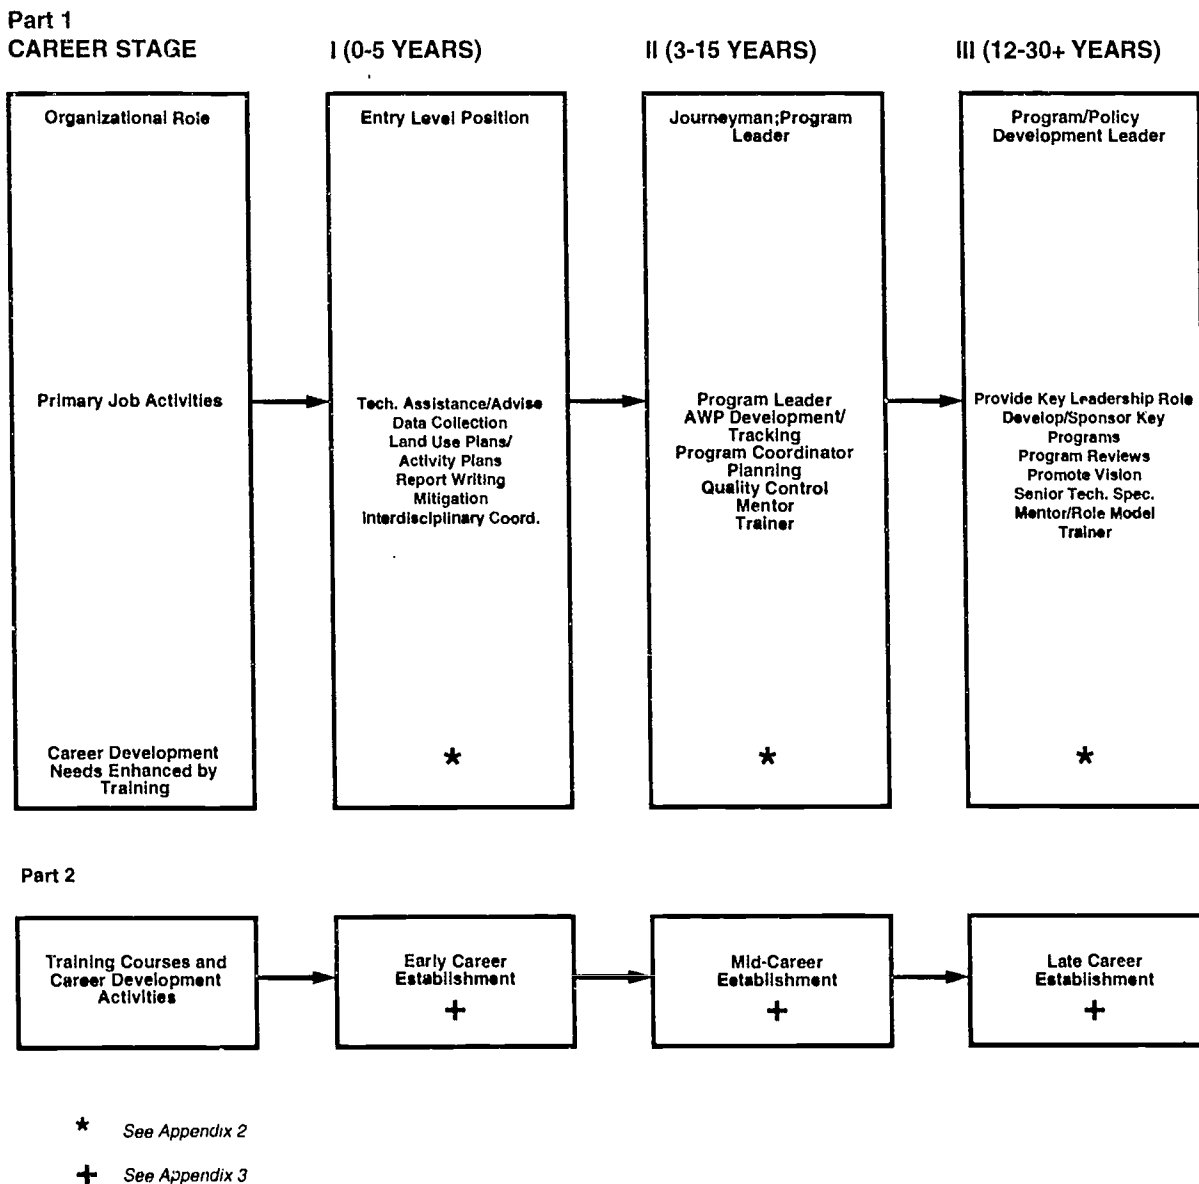 Part 1
CAREER STAGE
I (0-5 YEARS)
II (3-15 YEARS)
III (12-30+ YEARS)
Organizational Role
Entry Level Position
Journeyman;Program
Leader
Program/Policy
Development Leader
Primary Job Activities
Tech. Assistance/Advise
Data Collection
Land Use Plans/
Activity Plans
Report Writing
Mitigation
Interdisciplinary Coord.
Program Leader
AWP Development/
Tracking
Program Coordinator
Planning
Quality Control
Mentor
Trainer
Provide Key Leadership Role
Develop/Sponsor Key
Programs
Program Reviews
Promote Vision
Senior Tech. Spec.
Mentor/Role Model
Trainer
Career Development
Needs Enhanced by
Training
*
*
*
Part 2
Training Courses and
Career Development
Activities
Early Career
Establishment
+
Mid-Career
Establishment
+
Late Career
Establishment
+
* See Appendix 2
+ See Appendix 3